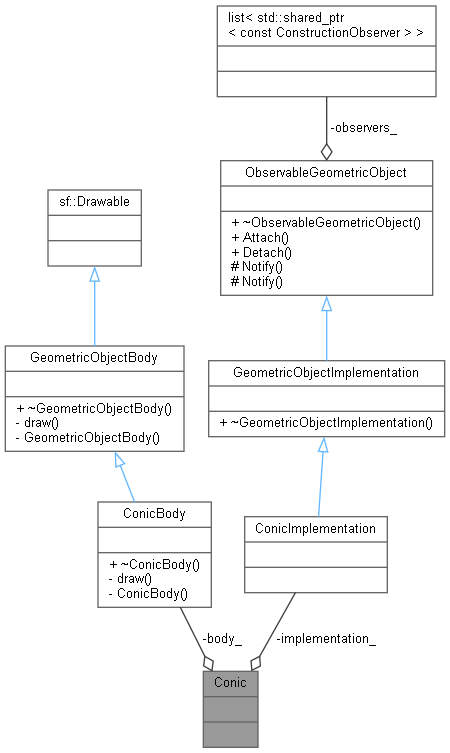 list< std::shared_ptr
< const ConstructionObserver > >
-observers_
ObservableGeometricObject
+ ~ObservableGeometricObject()
+ Attach()
+ Detach()
# Notify()
# Notify()
sf::Drawable
GeometricObjectBody
+ ~GeometricObjectBody()
- draw()
- GeometricObjectBody()
GeometricObjectImplementation
+ ~GeometricObjectImplementation()
ConicBody
+ ~ConicBody()
- draw()
- ConicBody()
ConicImplementation
-body_
-implementation_
Conic